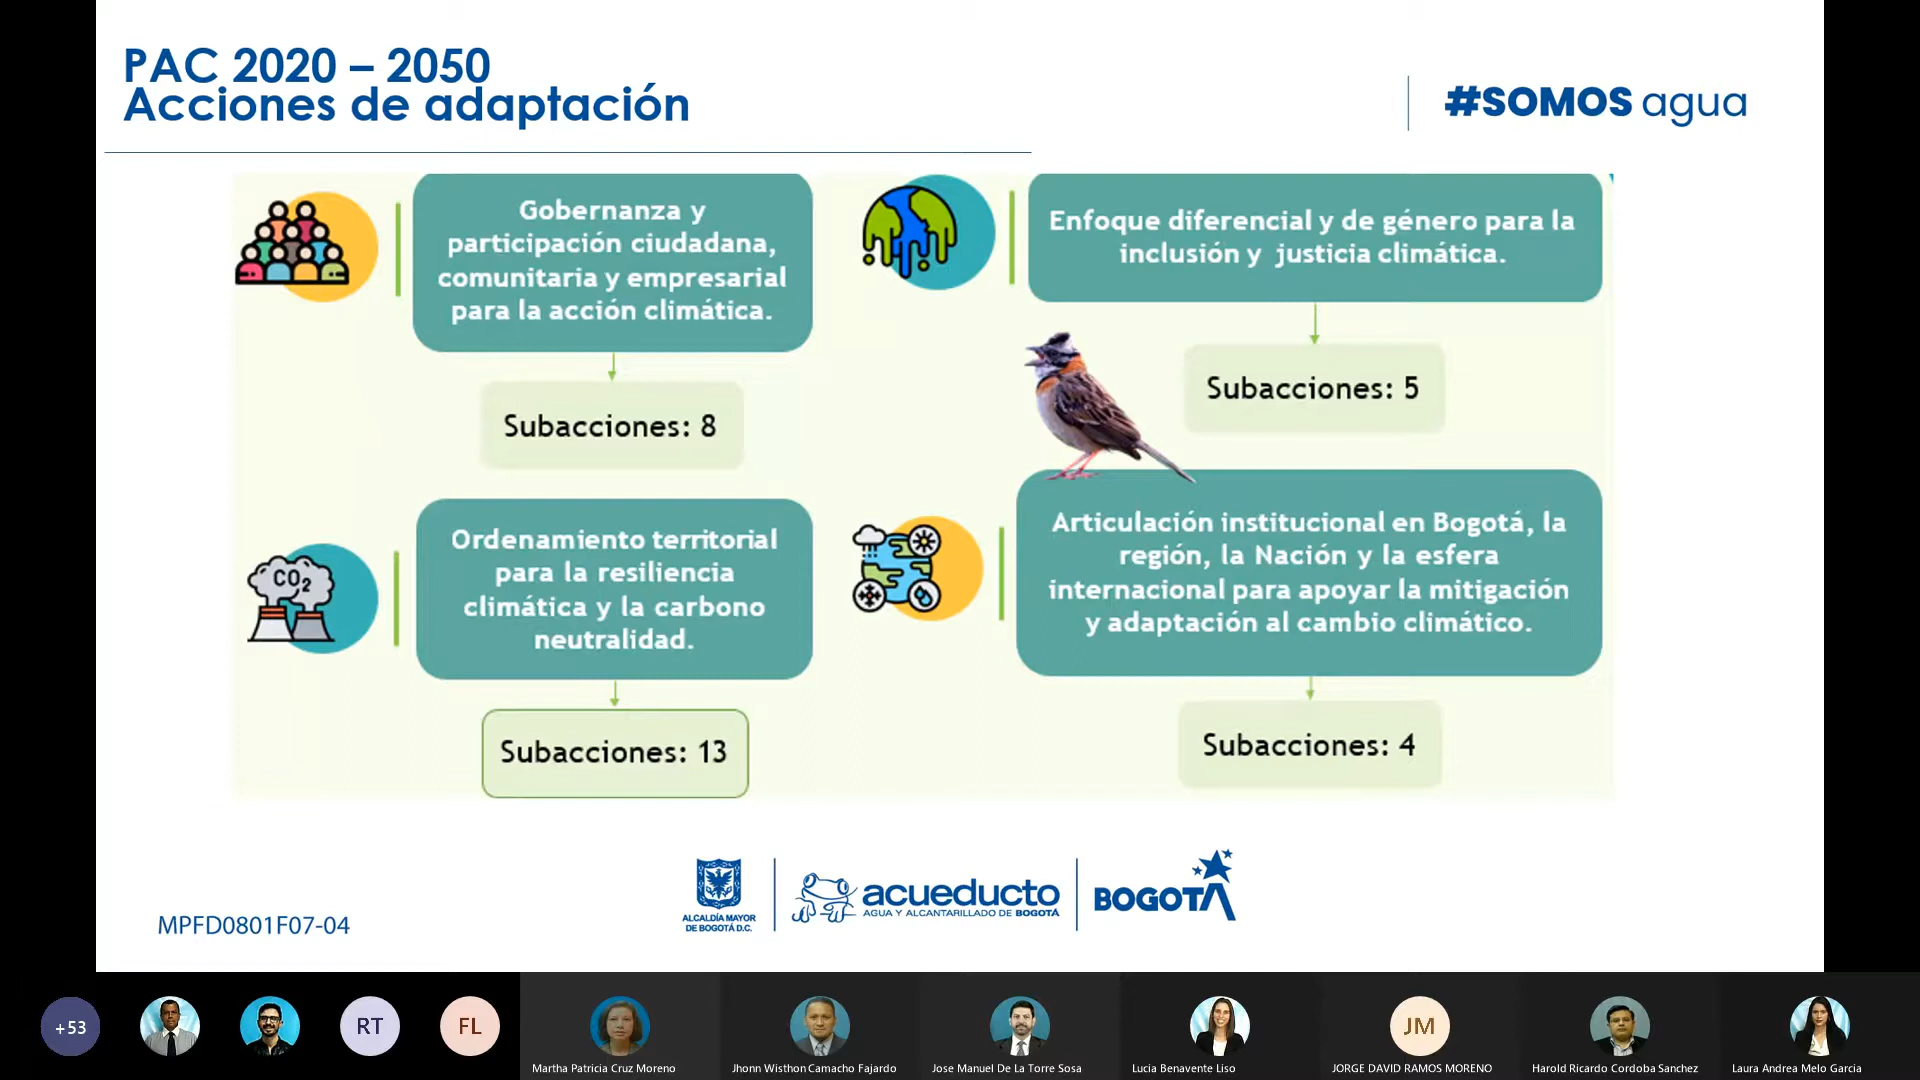 PAC 2020 – 2050
Acciones de adaptación
#SOMOS agua
Gobernanza y
participación ciudadana,
comunitaria y empresarial
para la acción climática.
Subacciones: 8
Enfoque diferencial y de género para la
inclusión y justicia climática.
Subacciones: 5
CO2
Ordenamiento territorial
para la resiliencia
climática y la carbono
neutralidad.
Subacciones: 13
Articulación institucional en Bogotá, la
región, la Nación y la esfera
internacional para apoyar la mitigación
y adaptación al cambio climático.
Subacciones: 4
MPFD0801F07-04
ALCALDÍA MAYOR
DE BOGOTÁ D.C.
acueducto
AGUA Y ALCANTARILLADO DE BOGOTÁ
BOGOTÁ
+53
RT
FL
Martha Patricia Cruz Moreno
Jhonn Wisthon Camacho Fajardo
Jose Manuel De La Torre Sosa
Lucia Benavente Liso
JM
JORGE DAVID RAMOS MORENO
Harold Ricardo Cordoba Sanchez
Laura Andrea Melo Garcia